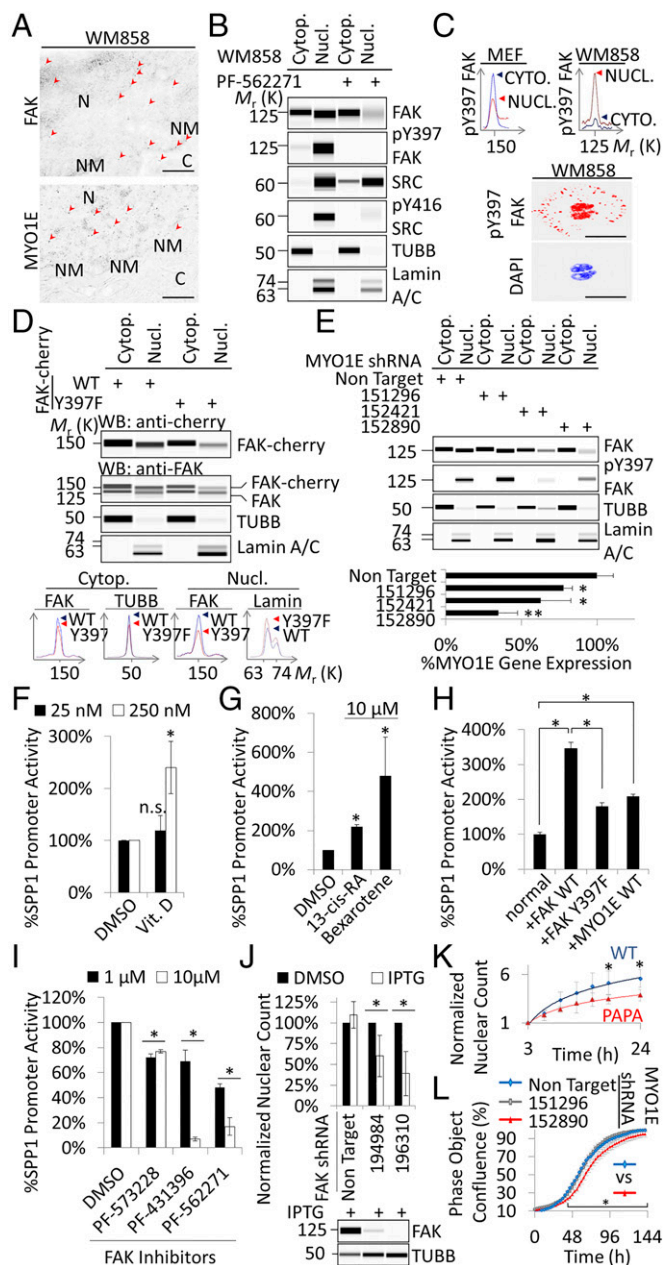 A
WM858
FAK
N
NM
NM
C
MYO1E
N
NM
NM
NM
C
B
WM858
Cytop.
Nucl.
Cytop.
Nucl.
PF-562271 + +
Mr (K)
125 FAK
125 pY397 FAK
60 SRC
60 pY416 SRC
50 TUBB
74 63 Lamin A/C
C
MEF
pY397 FAK
CYTO.
NUCL.
150
WM858
pY397 FAK
NUCL.
CYTO.
125 Mr (K)
WM858
pY397 FAK
DAPI
D
Cytop.
Nucl.
Cytop.
Nucl.
FAK-cherry
WT + +
Y397F + +
Mr (K)
WB: anti-cherry
150 FAK-cherry
WB: anti-FAK
150 FAK-cherry
125 FAK
50 TUBB
74
63 Lamin A/C
Cytop.
Nucl.
FAK
TUBB
FAK
Lamin
WT
Y397
WT
Y397F
WT
Y397
Y397F
WT
150
50
150
63 74 Mr (K)
E
Cytop.
Nucl.
Cytop.
Nucl.
Cytop.
Nucl.
Cytop.
Nucl.
MYO1E shRNA
Non Target + +
151296 + +
152421 + +
152890 + +
125 FAK
125 pY397 FAK
50 TUBB
74
63 Lamin A/C
Non Target
151296 *
152421 *
152890 **
0% 50% 100%
%MYO1E Gene Expression
F
25 nM 250 nM
%SPP1 Promoter Activity
300%
200%
100%
0%
n.s.
*
DMSO
Vit. D
G
10 µM
%SPP1 Promoter Activity
800%
600%
400%
200%
0%
*
*
DMSO
13-cis-RA
Bexarotene
H
%SPP1 Promoter Activity
400%
300%
200%
100%
0%
*
*
*
normal
+FAK WT
+FAK Y397F
+MYO1E WT
I
1 µM 10µM
%SPP1 Promoter Activity
120%
100%
80%
60%
40%
20%
0%
*
*
*
DMSO
PF-573228
PF-431396
PF-562271
FAK Inhibitors
J
DMSO IPTG
Normalized Nuclear Count
125
100
75
50
25
0
*
*
FAK shRNA
Non Target
194984
196310
IPTG + + +
125 FAK
50 TUBB
K
Normalized Nuclear Count
6
1
WT
* *
PAPA
3 24
Time (h)
L
Non Target
151296
152890
MYO1E shRNA
Phase Object Confluence (%)
90
70
50
30
10
vs
*
0 48 96 144
Time (h)